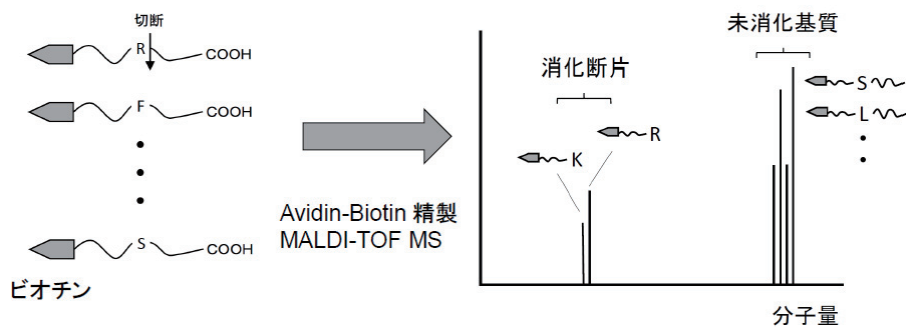 切断
R
COOH
F
COOH
S
COOH
ビオチン
Avidin-Biotin 精製
MALDI-TOF MS
消化断片
K
R
未消化基質
S
L
分子量